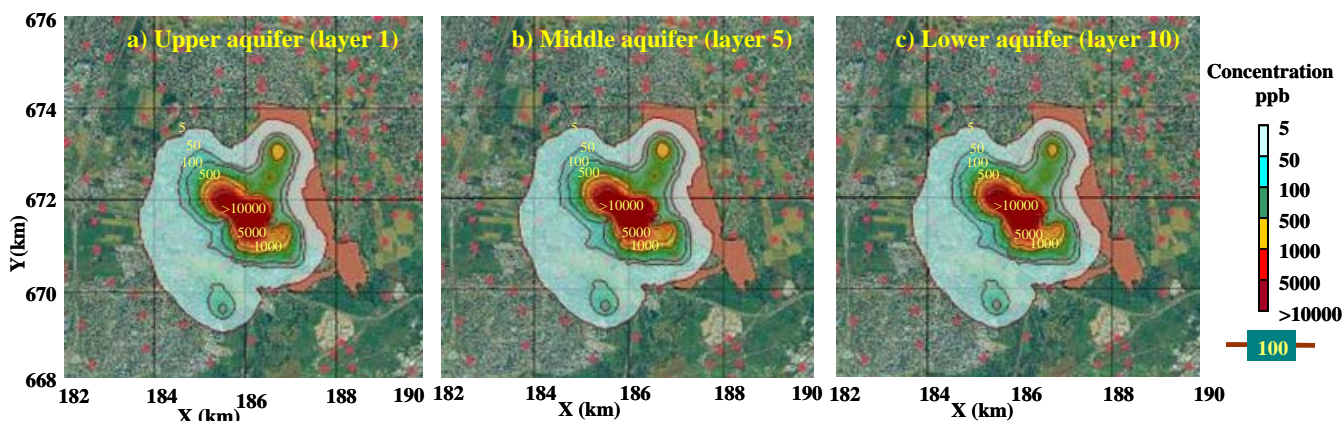 676
674
672
670
668
Y(km)
a) Upper aquifer (layer 1)
5
50
100
500
>10000
5000
1000
182 184 186 188 190
X (km)
b) Middle aquifer (layer 5)
5
50
100
500
>10000
5000
1000
182 184 186 188 190
X (km)
c) Lower aquifer (layer 10)
5
50
100
500
>10000
5000
1000
182 184 186 188 190
X (km)
Concentration
ppb
5
50
100
500
1000
5000
>10000
100